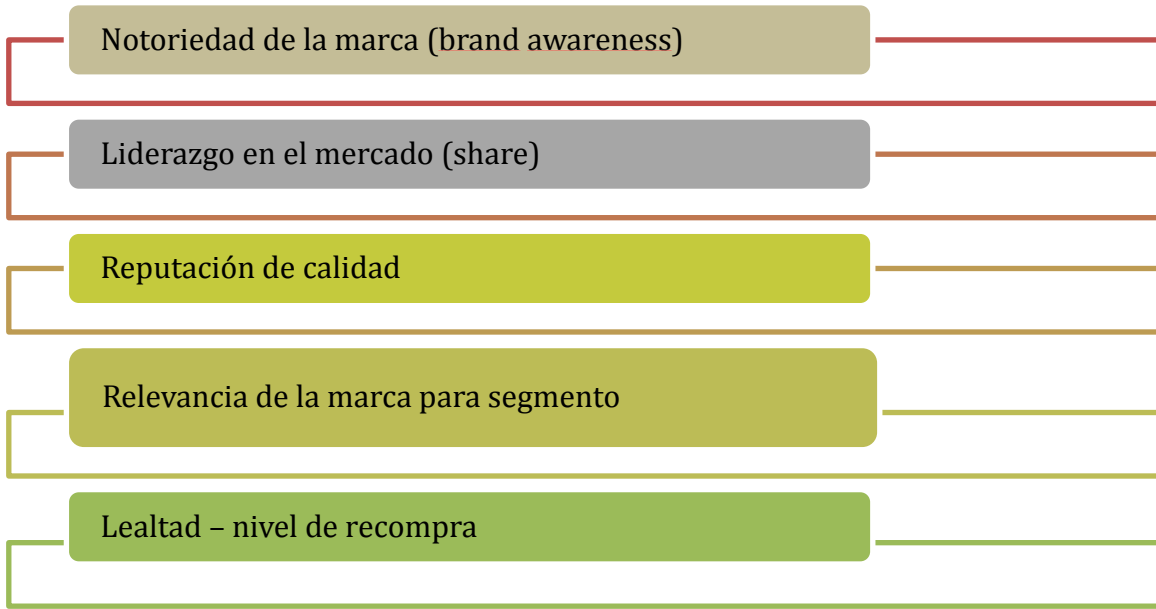 Notoriedad de la marca (brand awareness)
Liderazgo en el mercado (share)
Reputación de calidad
Relevancia de la marca para segmento
Lealtad – nivel de recompra